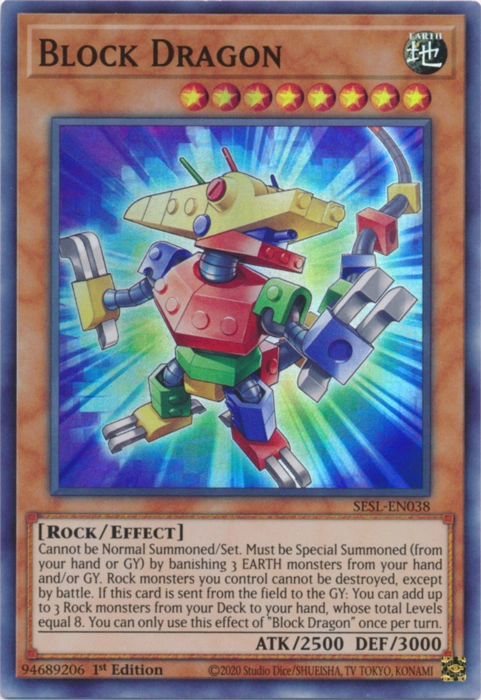 BLOCK DRAGON
EARTH
地
SESL-EN038
[ROCK/EFFECT]
Cannot be Normal Summoned/Set. Must be Special Summoned (from
your hand or GY) by banishing 3 EARTH monsters from your hand
and/or GY. Rock monsters you control cannot be destroyed, except
by battle. If this card is sent from the field to the GY: You can add up
to 3 Rock monsters from your Deck to your hand, whose total Levels
equal 8. You can only use this effect of "Block Dragon" once per turn.
ATK/2500 DEF/3000
94689206 1st Edition ©2020 Studio Dice/SHUEISHA, TV TOKYO, KONAMI